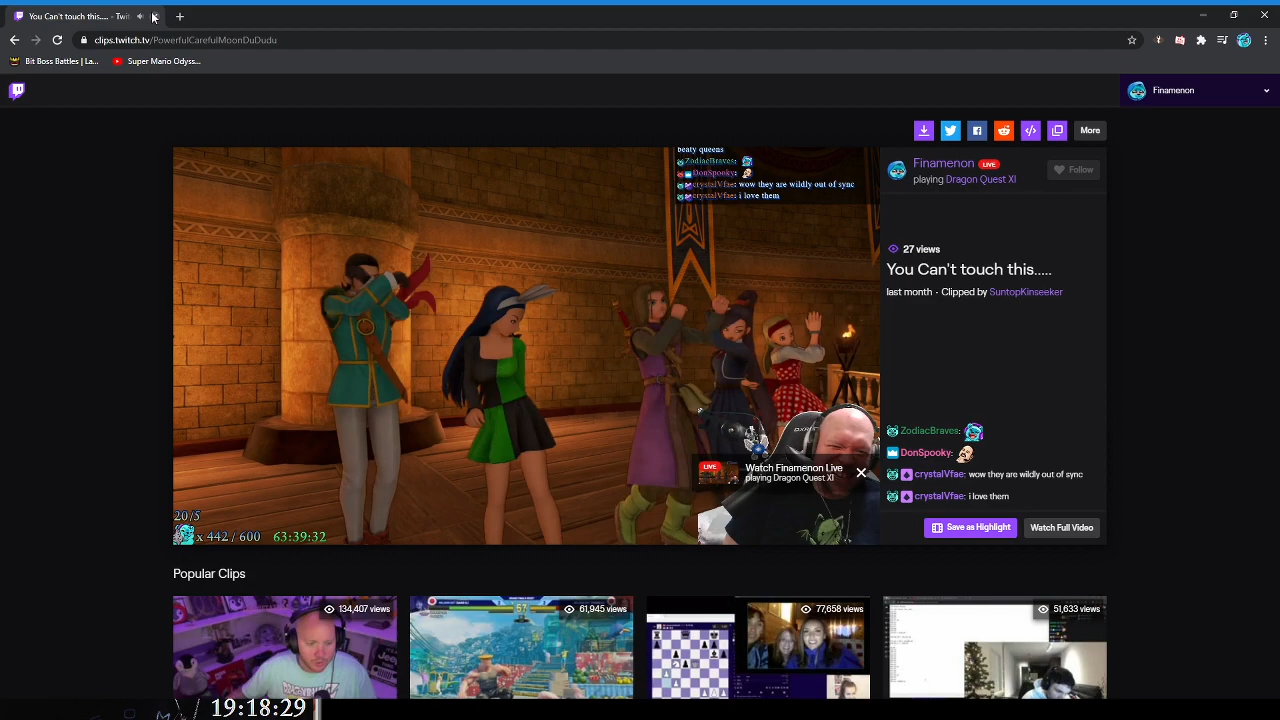 You Can't touch this.... - Twit
clips.twitch.tv/PowerfulCarefulMoonDuDudu
Bit Boss Battles | La...
Super Mario Odyss...
Finamenon
More
beaty queens
ZodiacBraves:
DonSpooky:
crystalVfae: wow they are wildly out of sync
crystalVfae: i love them
Finamenon LIVE
playing Dragon Quest XI
Follow
27 views
You Can't touch this.....
last month - Clipped by SuntopKinseeker
ZodiacBraves:
DonSpooky:
crystalVfae: wow they are wildly out of sync
crystalVfae: i love them
LIVE
Watch Finamenon Live
playing Dragon Quest XI
20/5
x 442 / 600 63:39:32
Save as Highlight
Watch Full Video
Popular Clips
134,407 views
61,945 views
77,658 views
51,633 views
57
Jeep